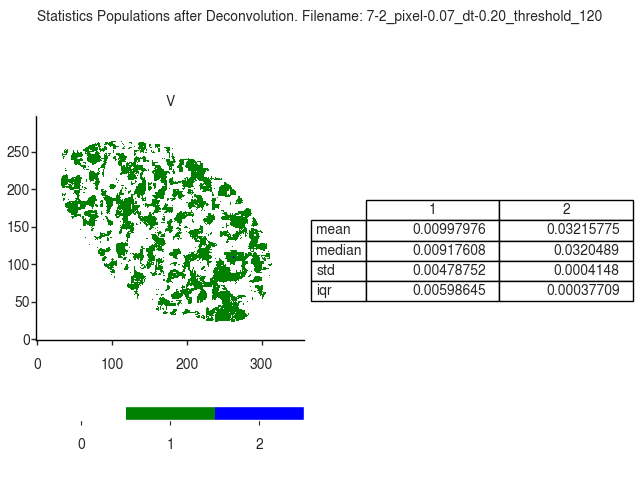 Statistics Populations after Deconvolution. Filename: 7-2_pixel-0.07_dt-0.20_threshold_120
V
250
200
150
100
50
0
0 100 200 300
0 1 2
1 2
mean 0.00997976 0.03215775
median 0.00917608 0.0320489
std 0.00478752 0.0004148
iqr 0.00598645 0.00037709